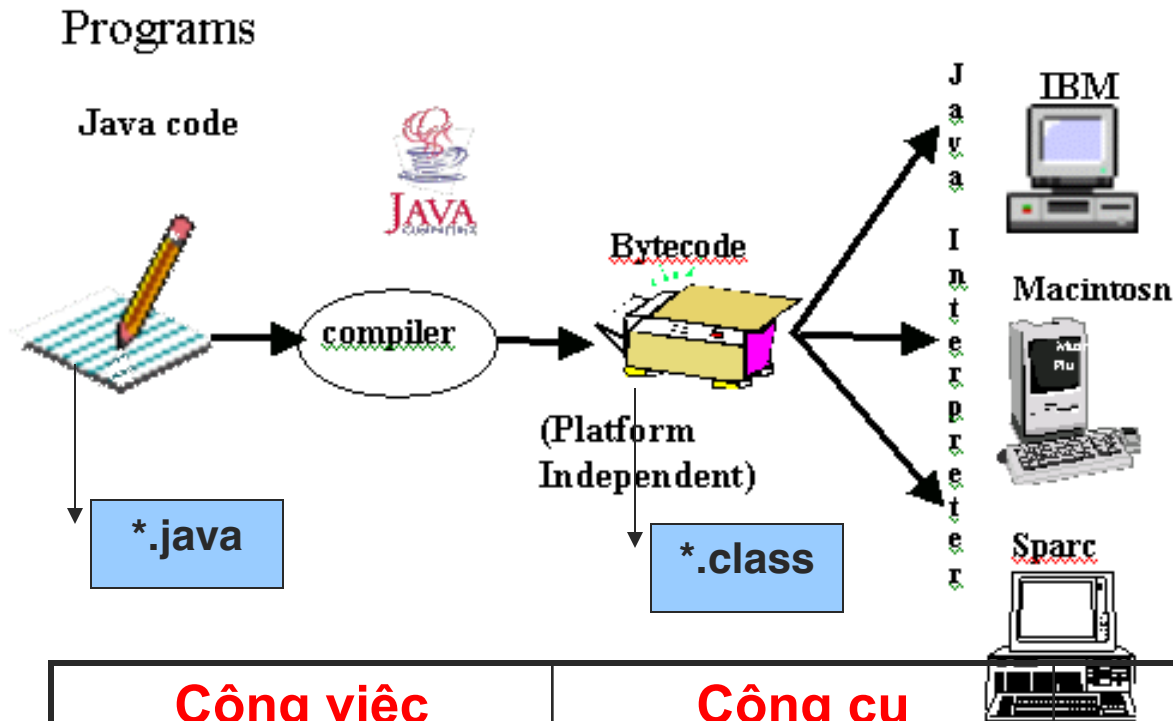 Programs
Java code
JAVA
compiler
Bytecode
(Platform
Independent)
*.java
*.class
Java Interpreter
IBM
Macintosn
Sparc
Công việc
Công cụ